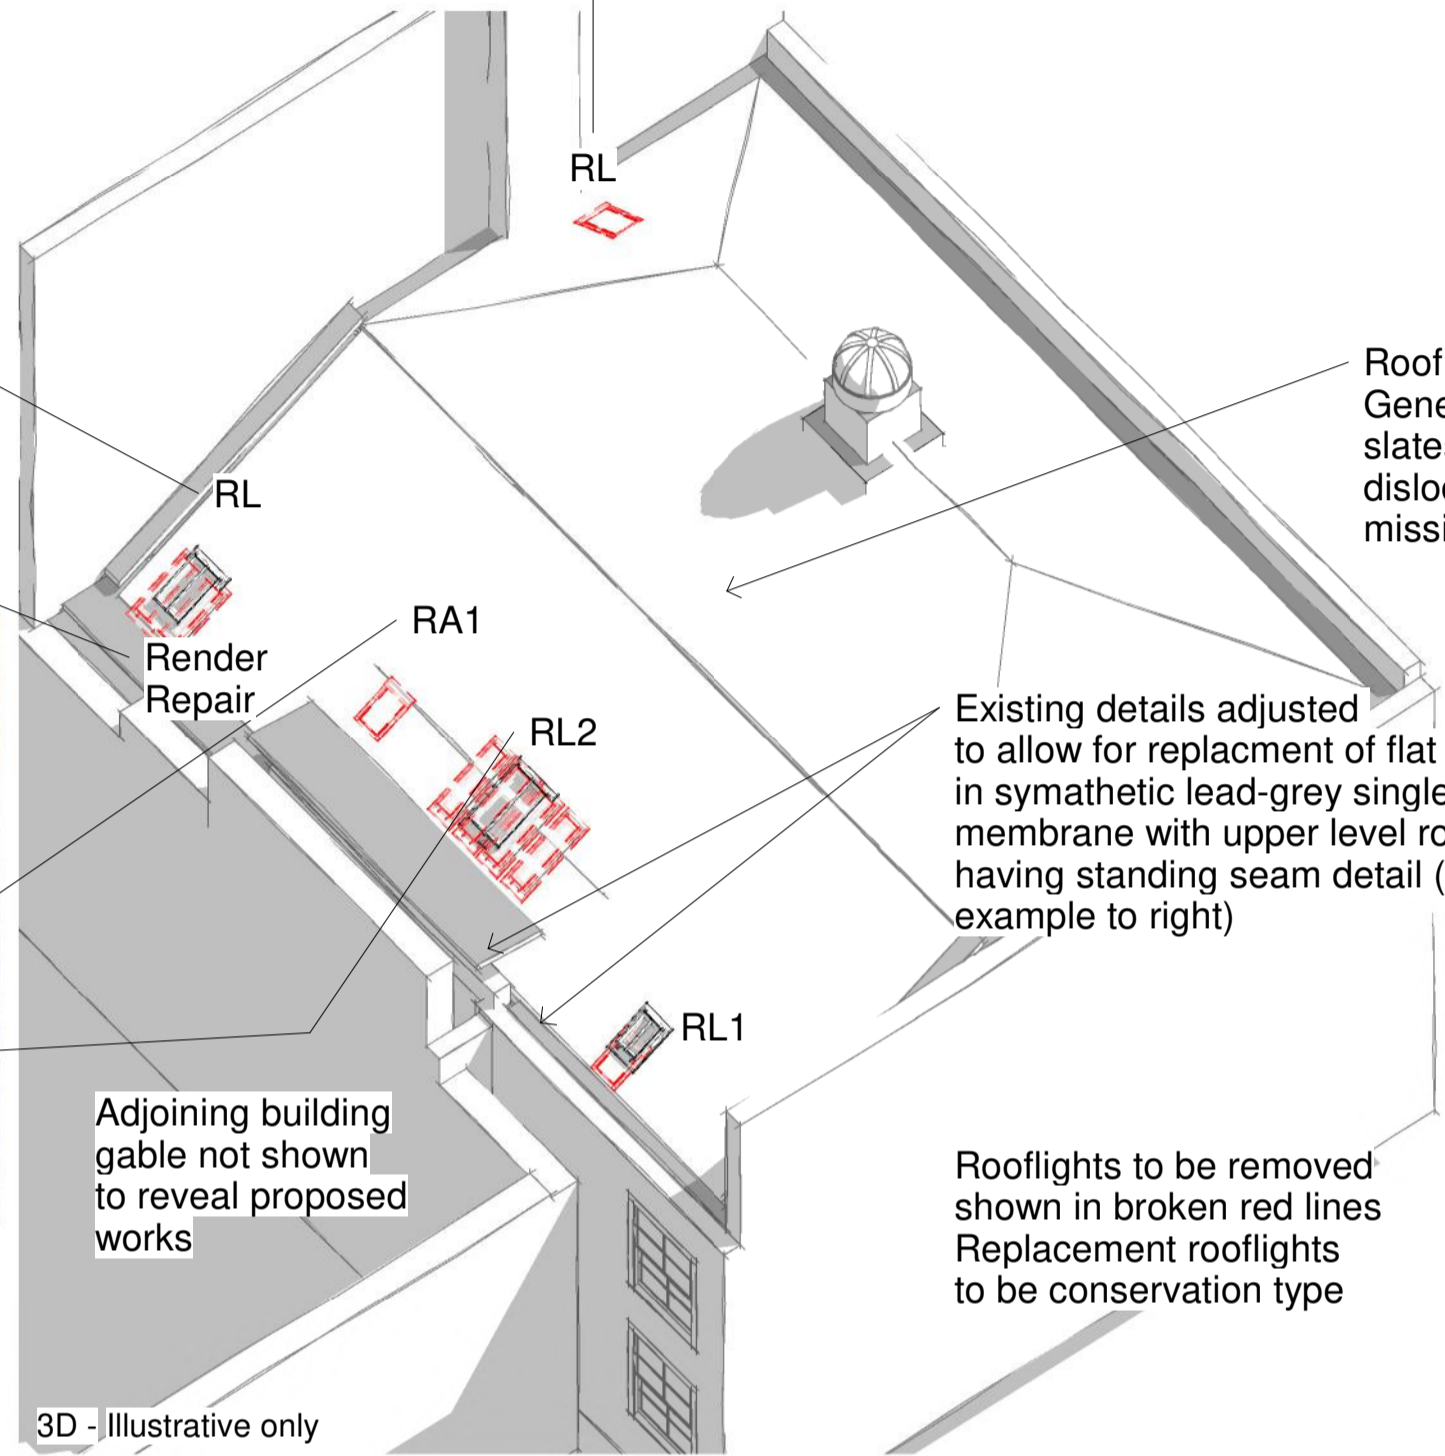 RL
Roof
RL
RA1
Render
Repair
RL2
Existing details adjusted
to allow for replacment of flat
in symathetic lead-grey single
membrane with upper level
having standing seam detail (
example to right)
RL1
Adjoining building
gable not shown
to reveal proposed
works
Rooflights to be removed
shown in broken red lines
Replacement rooflights
to be conservation type
3D - Illustrative only